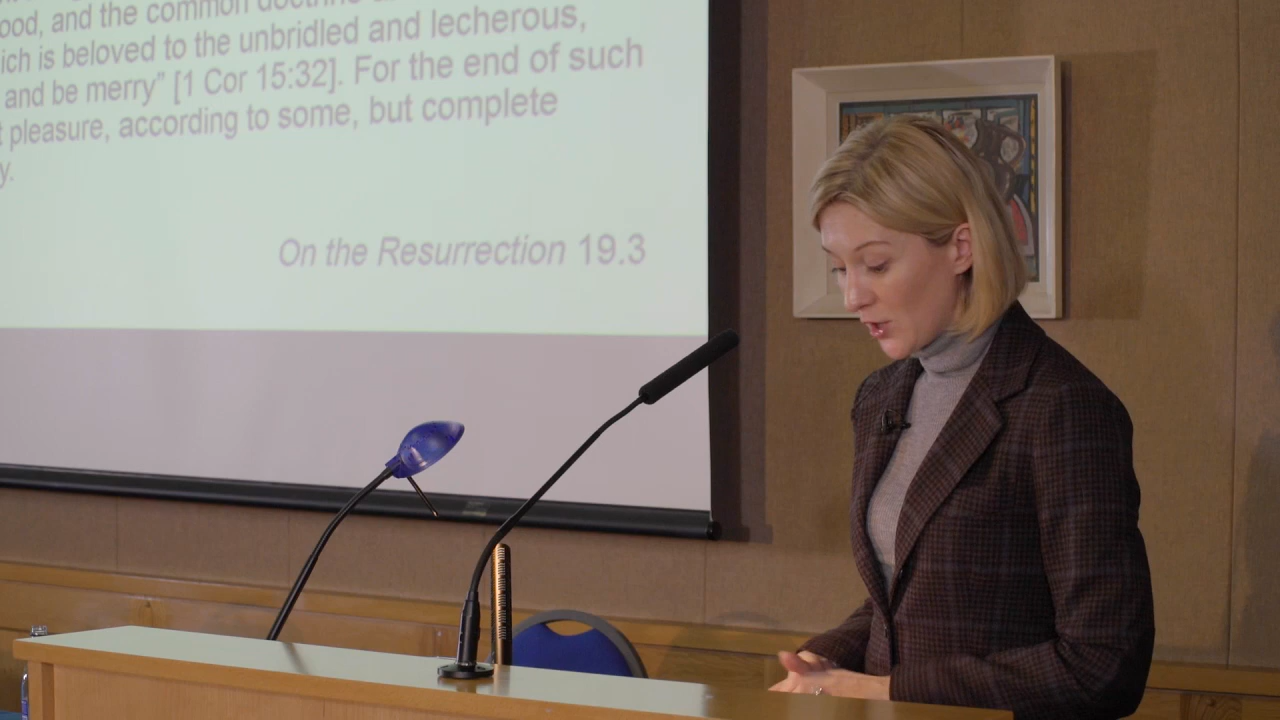 ood, and the common doctrine
ich is beloved to the unbridled and lecherous,
and be merry” [1 Cor 15:32]. For the end of such
t pleasure, according to some, but complete
y.
On the Resurrection 19.3